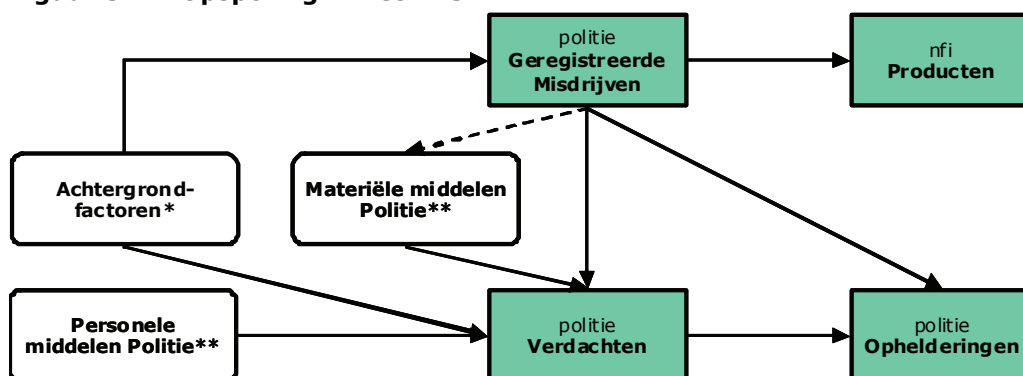 politie
Geregistreerde
Misdrijven
nfi
Producten
Achtergrond-
factoren*
Materiële middelen
Politie**
Personele
middelen Politie**
politie
Verdachten
politie
Ophelderingen